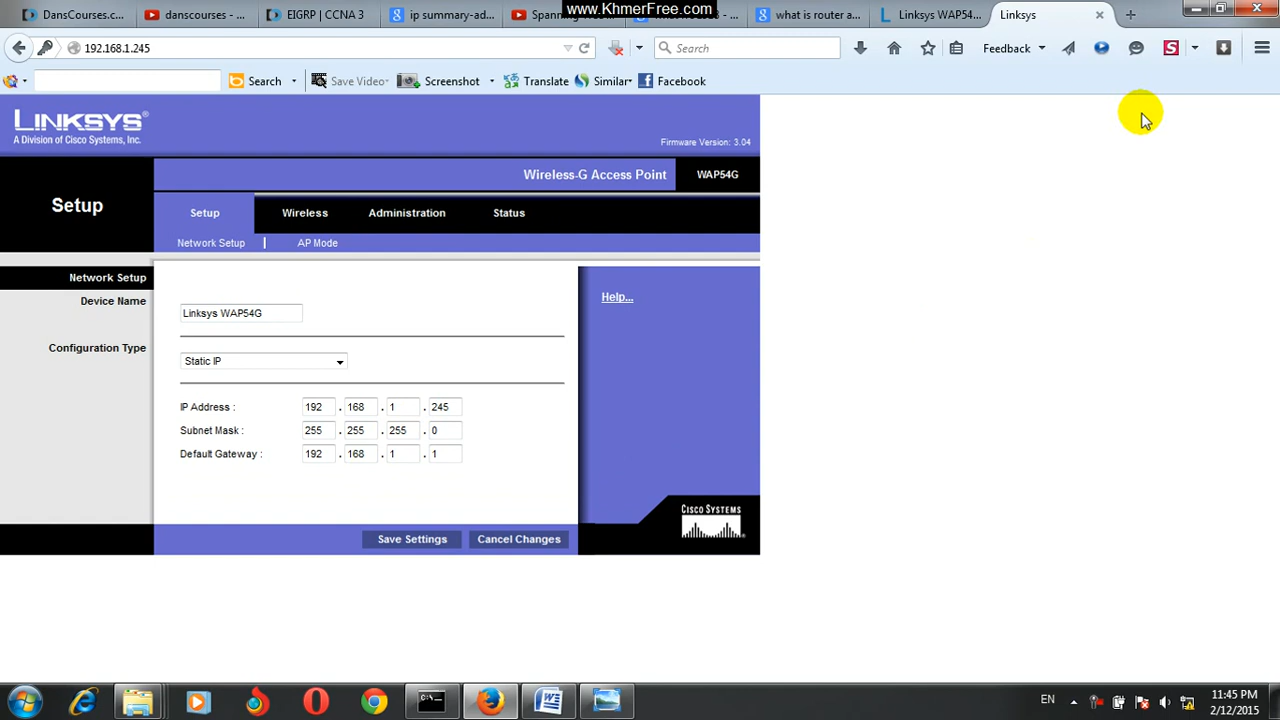 www.KhmerFree.com
DansCourses.c...
danscourses - ...
EIGRP | CCNA 3
ip summary-ad...
Spanning
what is router a...
Linksys WAP54...
Linksys
192.168.1.245
Search
Feedback
Search
Save Video
Screenshot
Translate
Similar
Facebook
LINKSYS®
A Division of Cisco Systems, Inc.
Firmware Version: 3.04
Wireless-G Access Point
WAP54G
Setup
Setup
Wireless
Administration
Status
Network Setup
AP Mode
Network Setup
Device Name
Linksys WAP54G
Help...
Configuration Type
Static IP
IP Address :
192 . 168 . 1 . 245
Subnet Mask :
255 . 255 . 255 . 0
Default Gateway :
192 . 168 . 1 . 1
CISCO SYSTEMS
Save Settings
Cancel Changes
EN
11:45 PM
2/12/2015